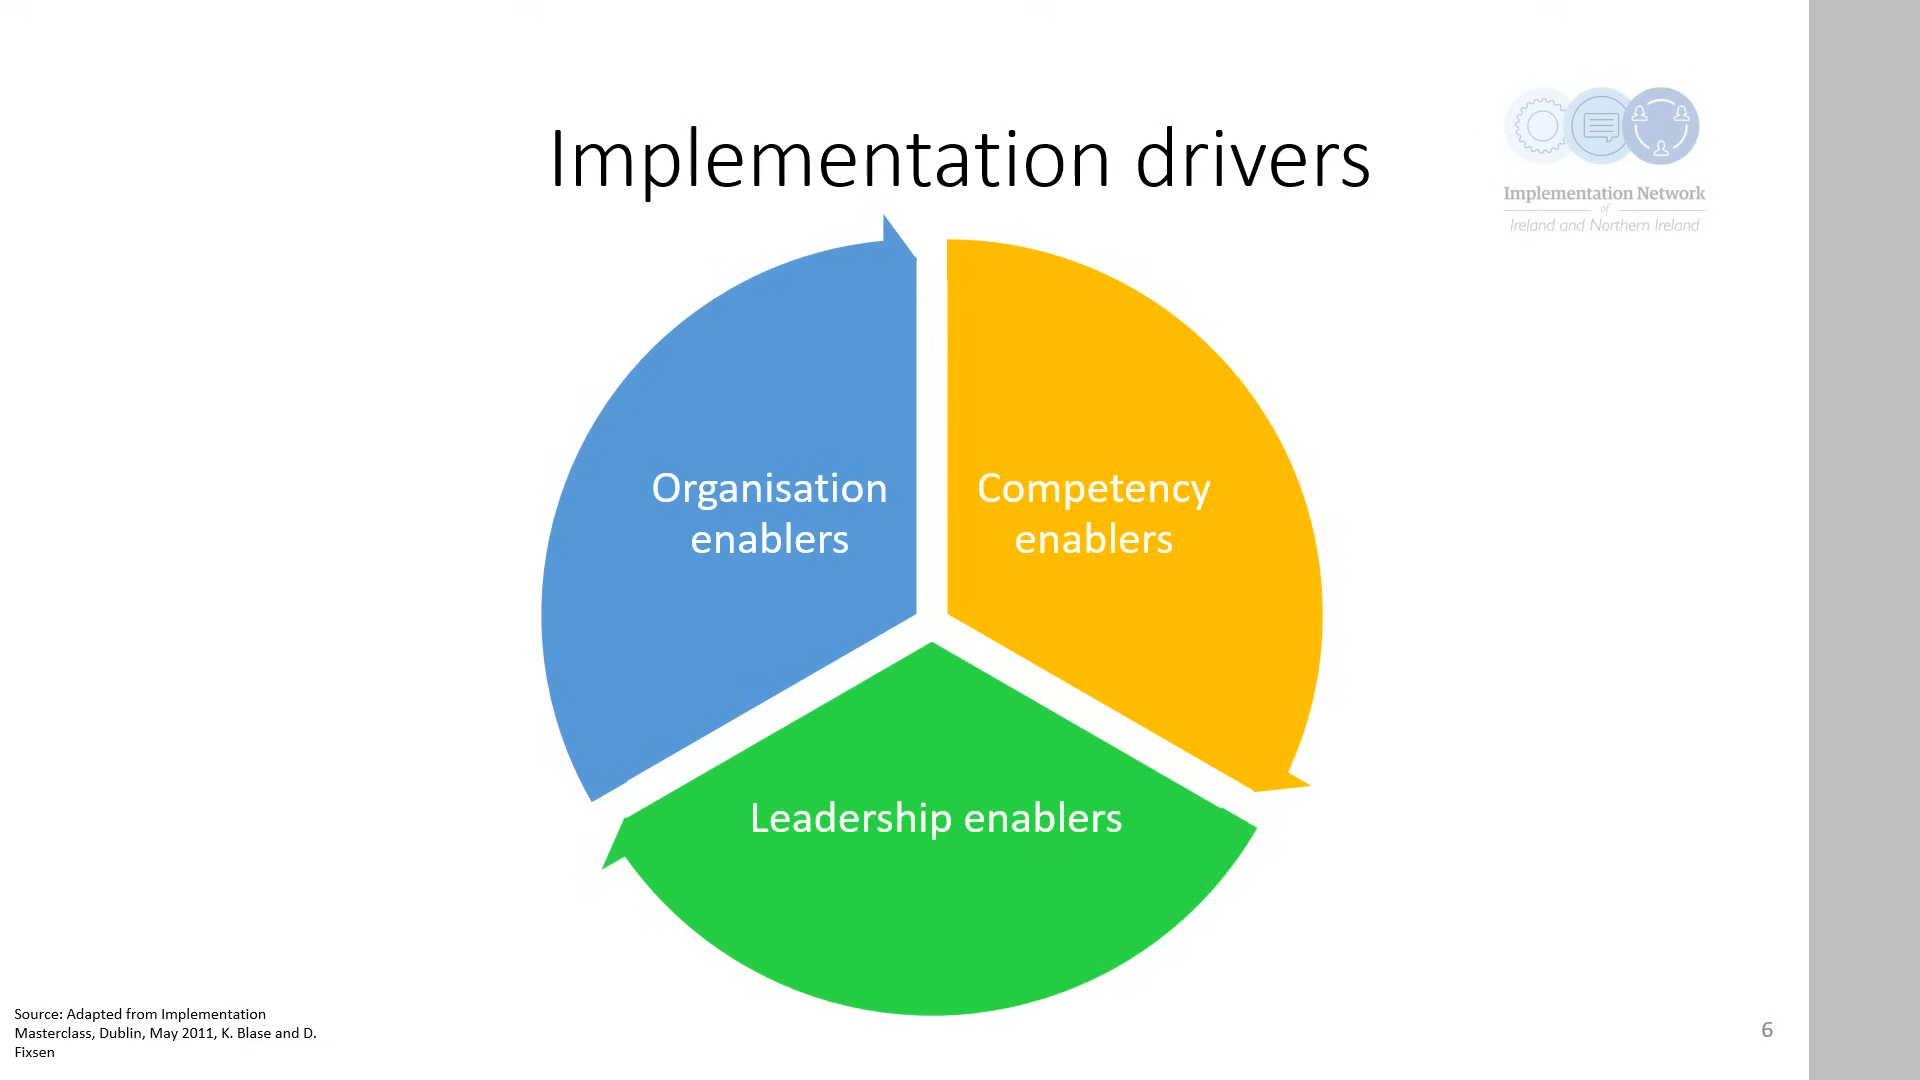 Implementation drivers
Implementation Network
of
Ireland and Northern Ireland
Organisation
enablers
Competency
enablers
Leadership enablers
Source: Adapted from Implementation
Masterclass, Dublin, May 2011, K. Blase and D.
Fixsen
6